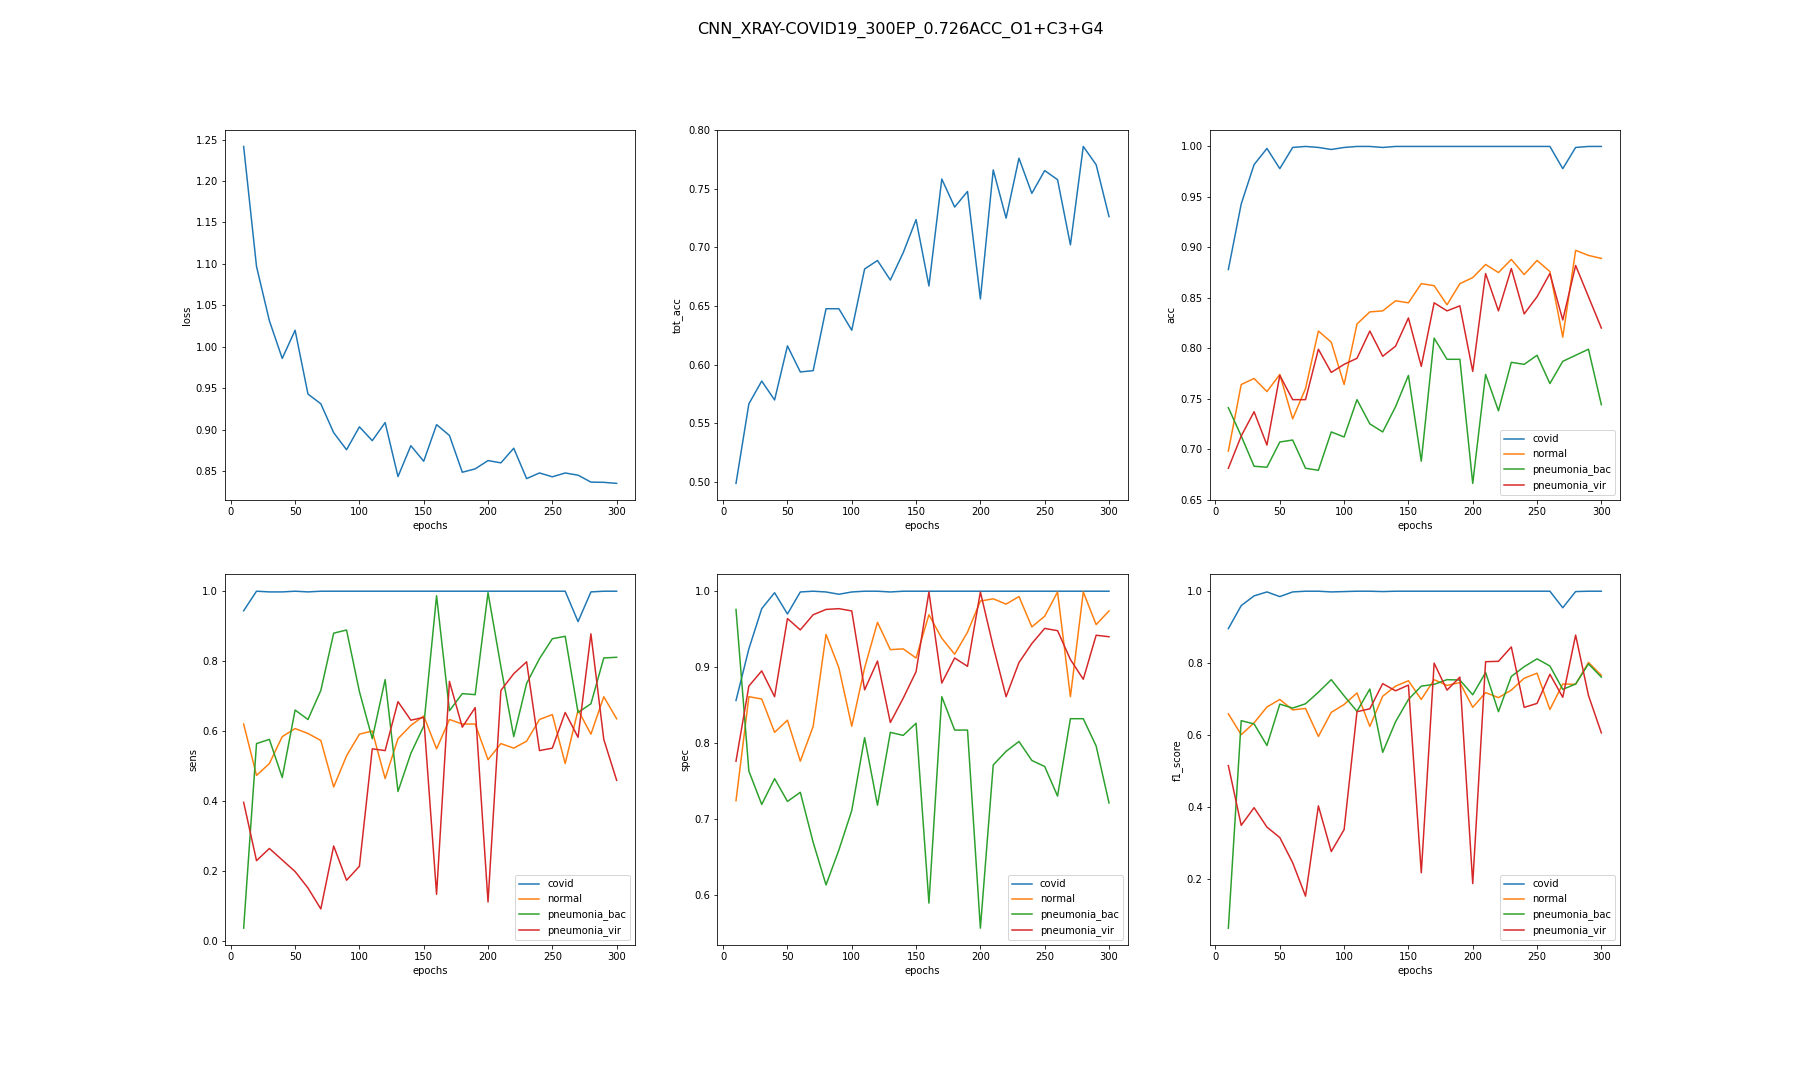 CNN_XRAY-COVID19_300EP_0.726ACC_O1+C3+G4
1.25
1.20
1.15
1.10
1.05
1.00
0.95
0.90
0.85
loss
0 50 100 150 200 250 300
epochs
0.80
0.75
0.70
0.65
0.60
0.55
0.50
tot_acc
0 50 100 150 200 250 300
epochs
1.00
0.95
0.90
0.85
0.80
0.75
0.70
0.65
acc
covid
normal
pneumonia_bac
pneumonia_vir
0 50 100 150 200 250 300
epochs
1.0
0.8
0.6
0.4
0.2
0.0
sens
covid
normal
pneumonia_bac
pneumonia_vir
0 50 100 150 200 250 300
epochs
1.0
0.9
0.8
0.7
0.6
spec
covid
normal
pneumonia_bac
pneumonia_vir
0 50 100 150 200 250 300
epochs
1.0
0.8
0.6
0.4
0.2
f1_score
covid
normal
pneumonia_bac
pneumonia_vir
0 50 100 150 200 250 300
epochs